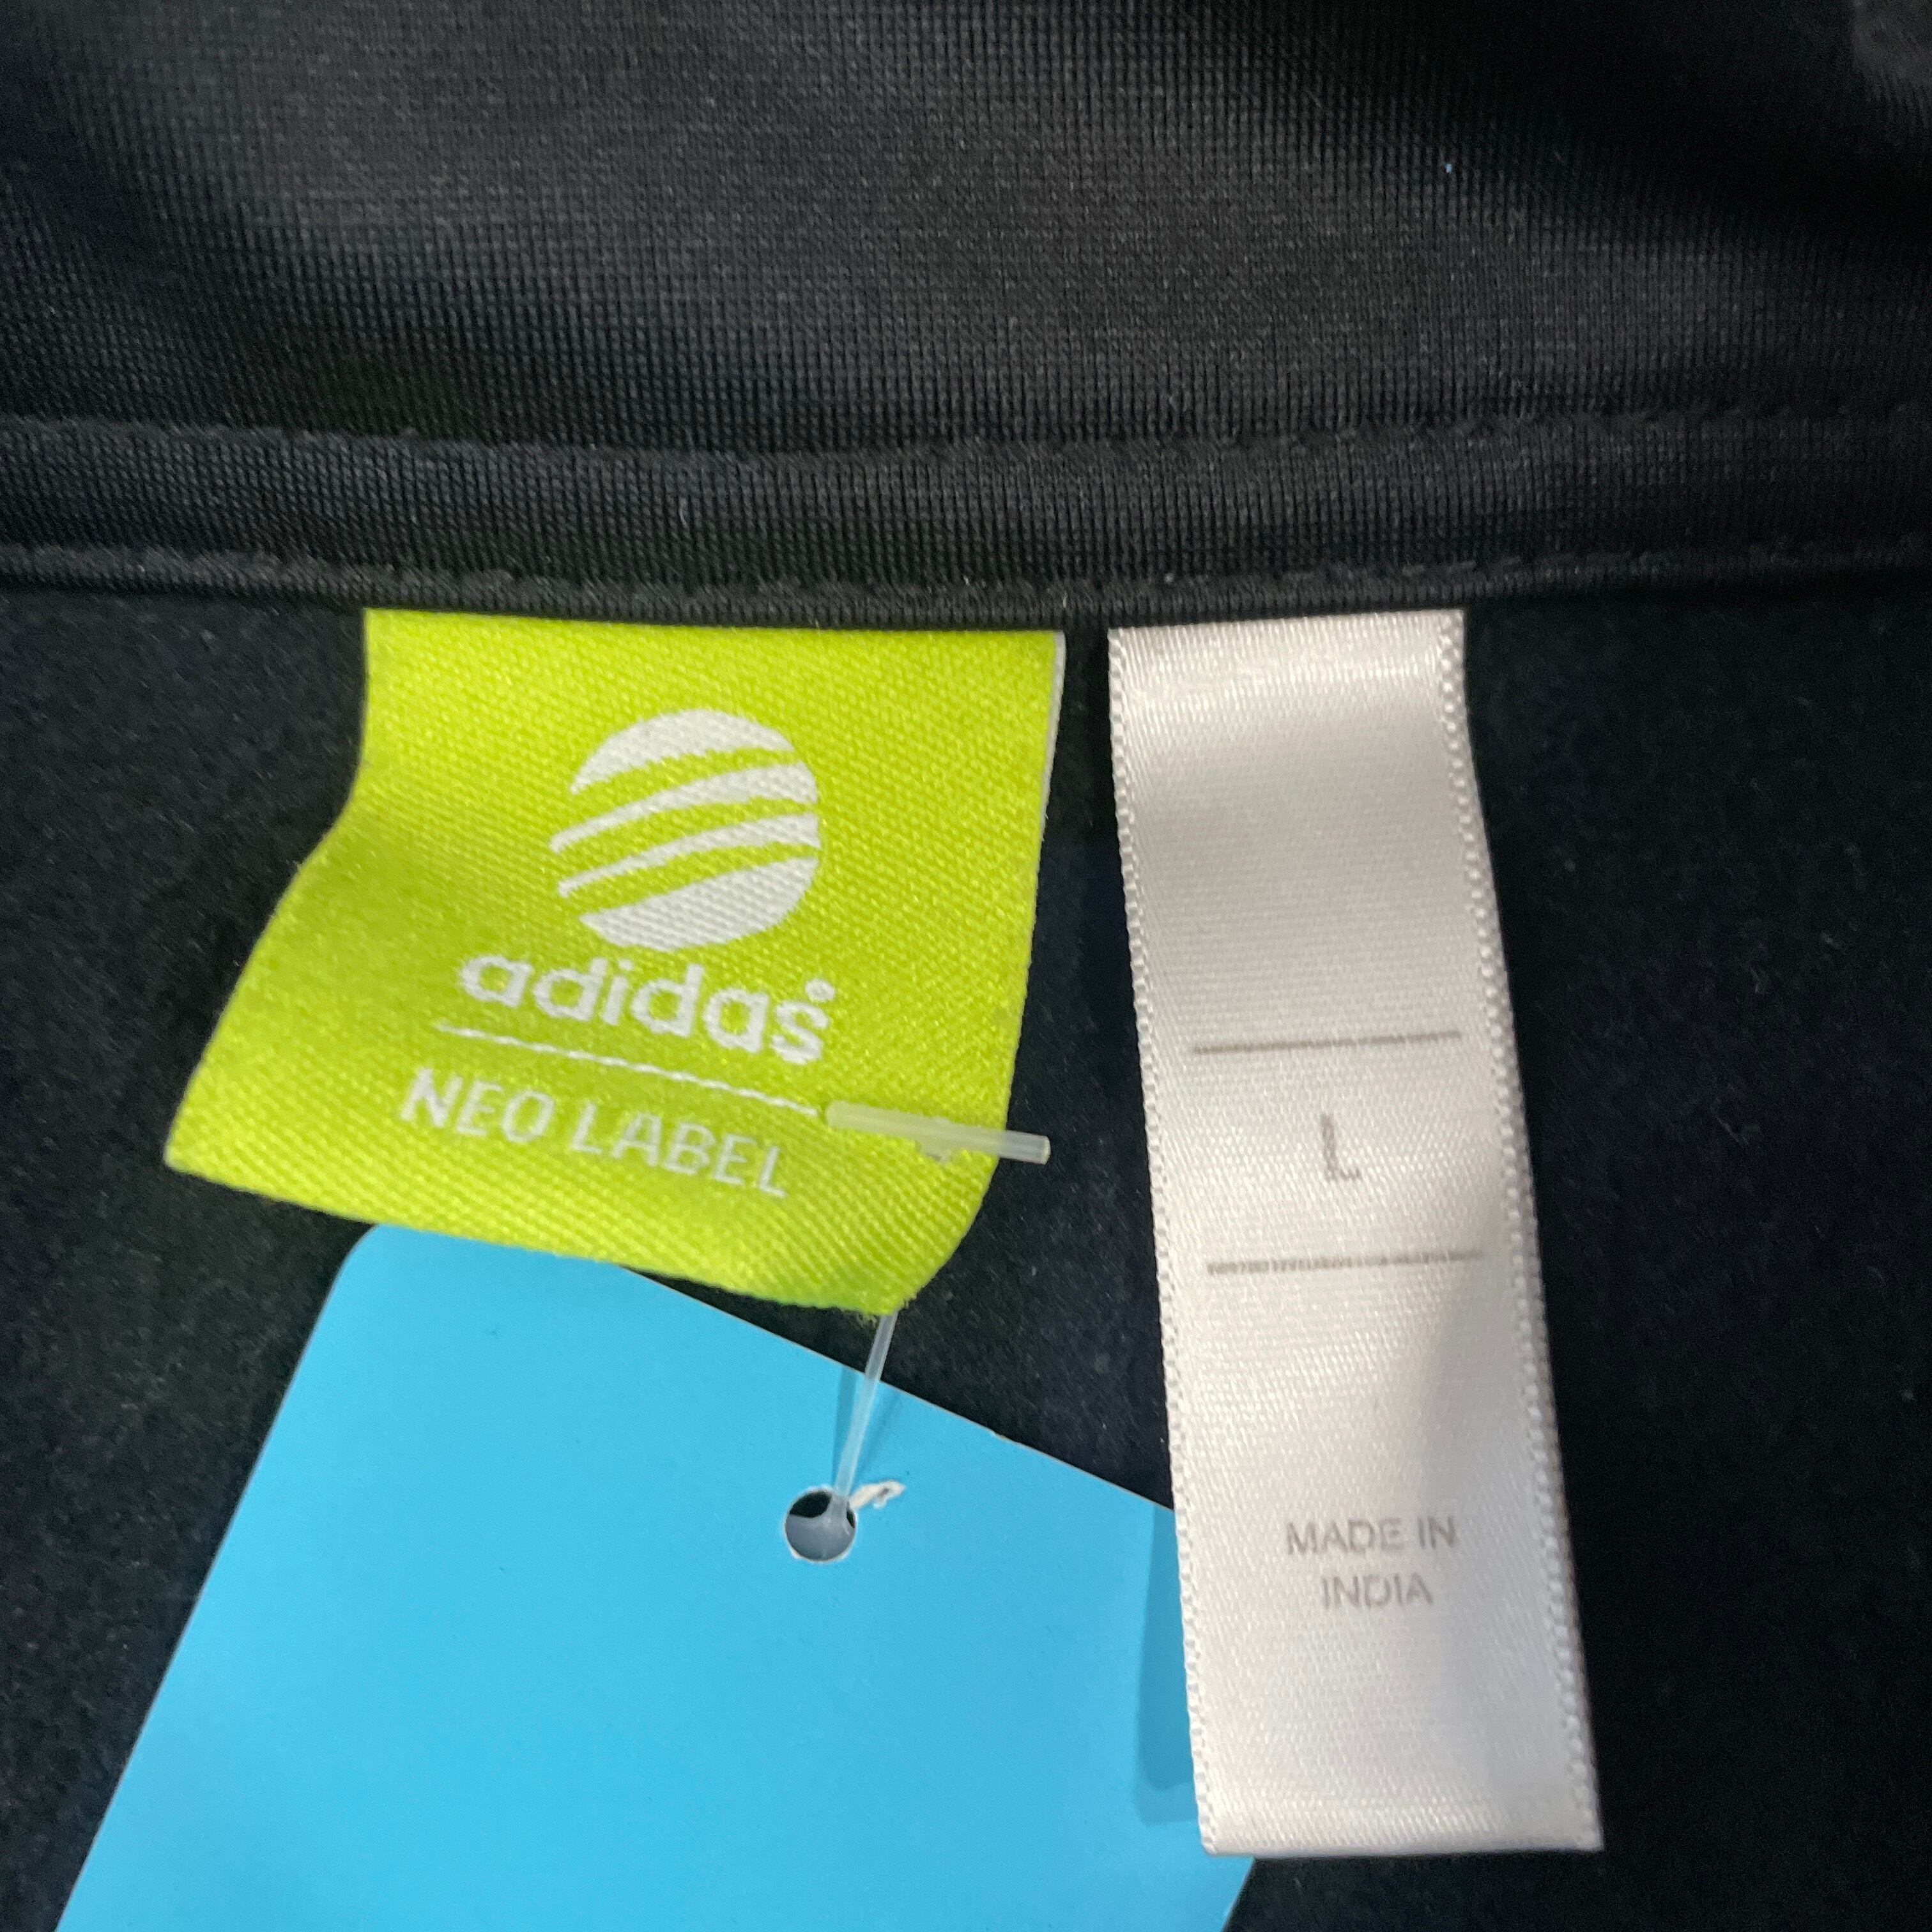 adidas®
NEO LABEL
L
MADE IN
INDIA